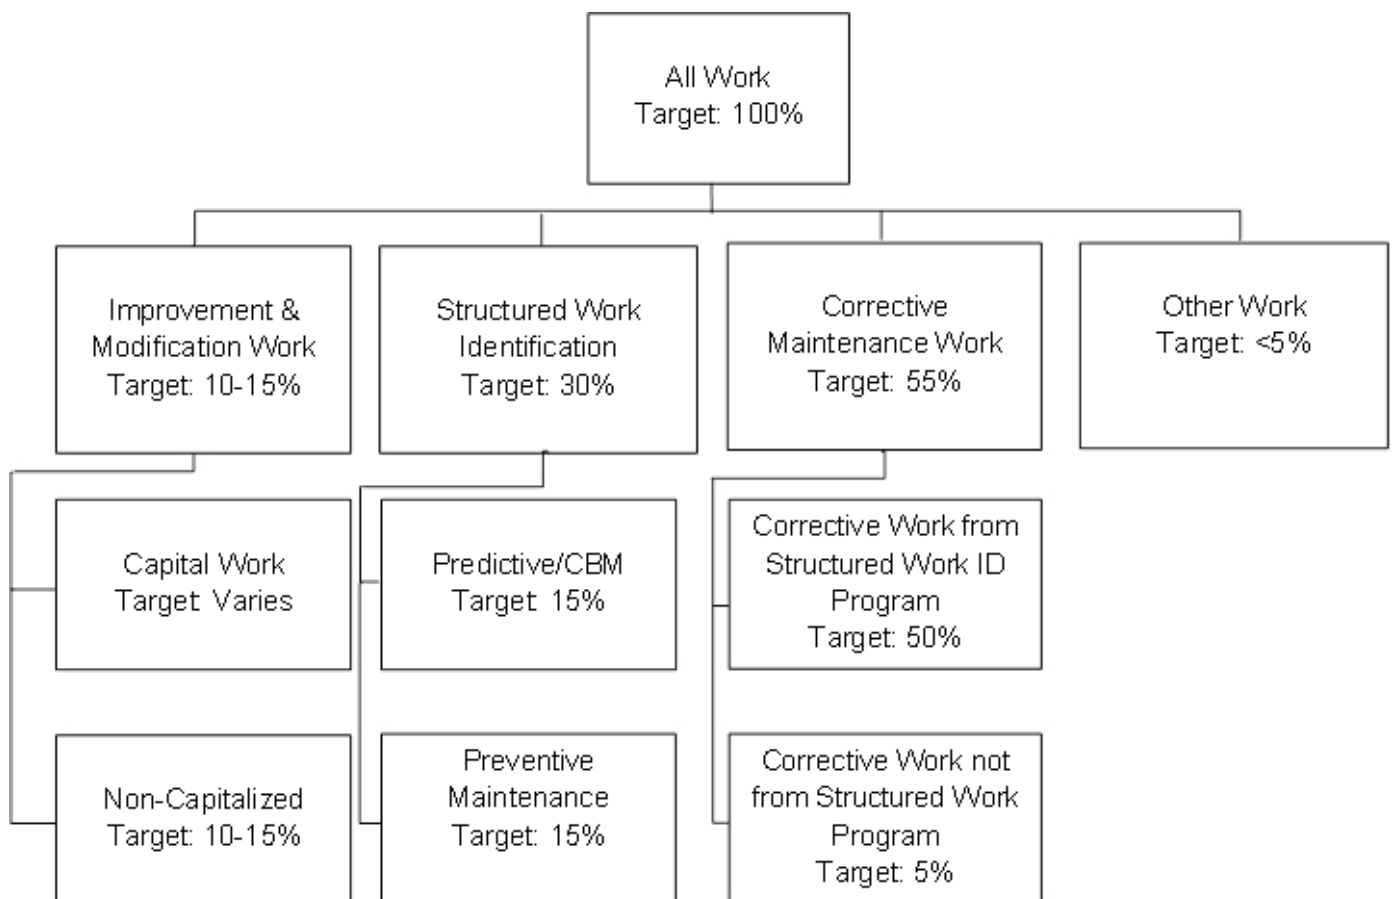 All Work
Target: 100%
Improvement &
Modification Work
Target: 10-15%
Structured Work
Identification
Target: 30%
Corrective
Maintenance Work
Target: 55%
Other Work
Target: <5%
Capital Work
Target: Varies
Predictive/CBM
Target: 15%
Corrective Work from
Structured Work ID
Program
Target: 50%
Non-Capitalized
Target: 10-15%
Preventive
Maintenance
Target: 15%
Corrective Work not
from Structured Work
Program
Target: 5%